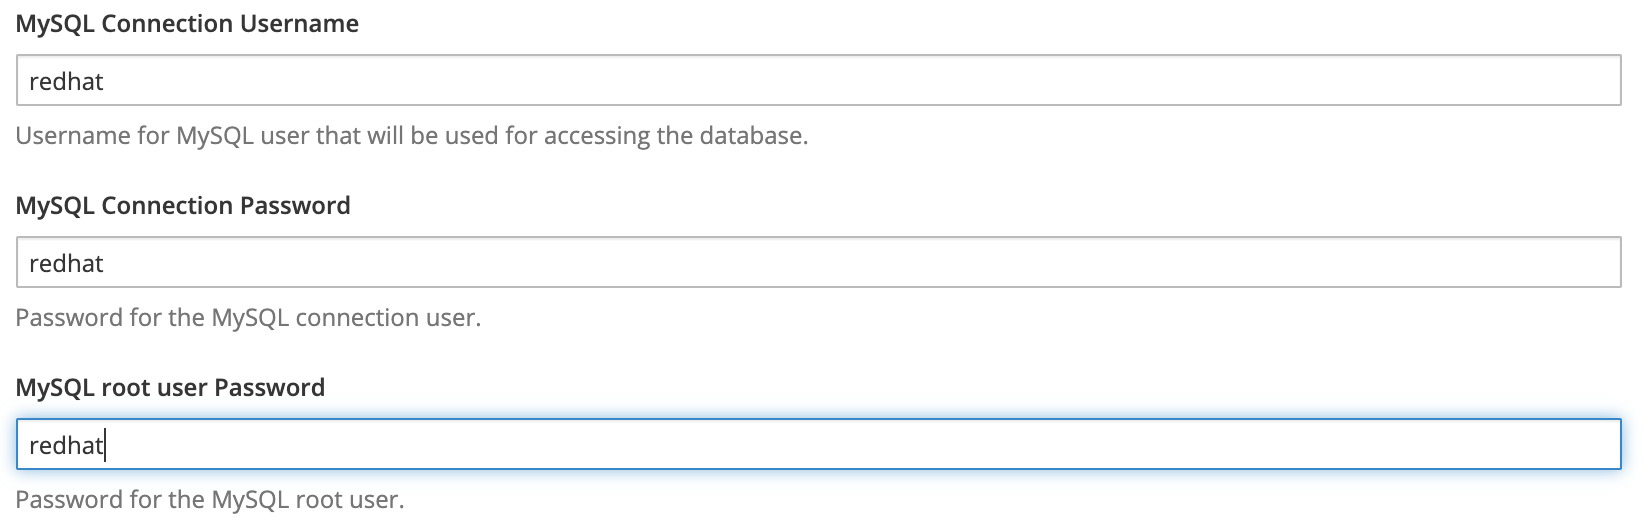 MySQL Connection Username
redhat
Username for MySQL user that will be used for accessing the database.
MySQL Connection Password
redhat
Password for the MySQL connection user.
MySQL root user Password
redhat
Password for the MySQL root user.